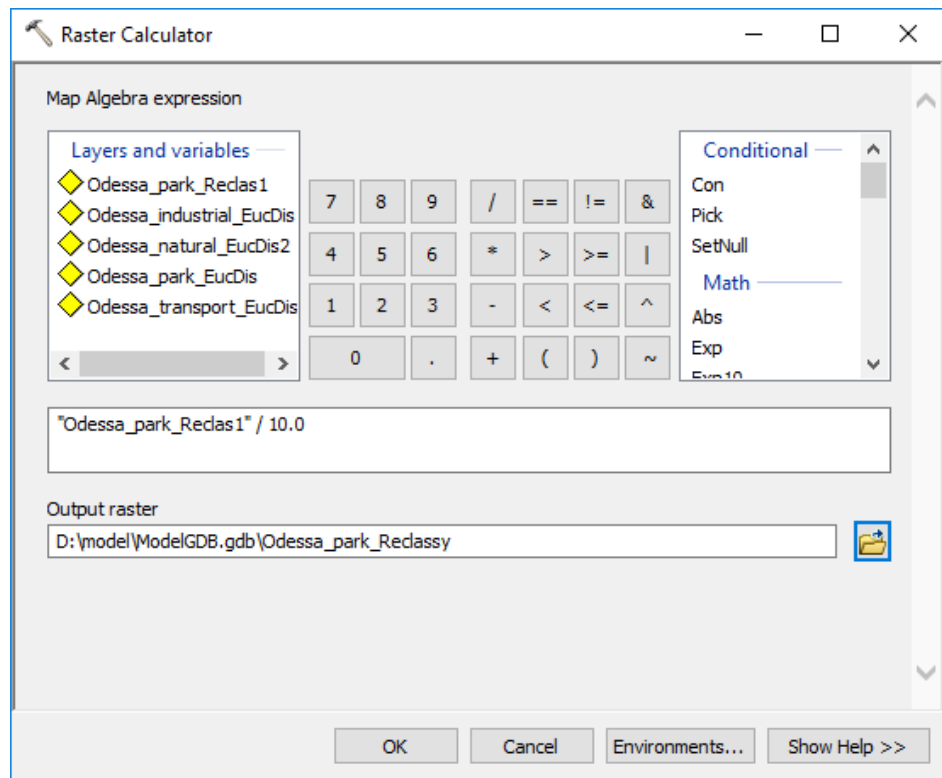 Raster Calculator
Map Algebra expression
Layers and variables
Odessa_park_Reclas1
Odessa_industrial_EucDis
Odessa_natural_EucDis2
Odessa_park_EucDis
Odessa_transport_EucDis
7 8 9 / == != &
4 5 6 * > >= |
1 2 3 - < <= ^
0 . + ( ) ~
Conditional
Con
Pick
SetNull
Math
Abs
Exp
Exp10
"Odessa_park_Reclas1" / 10.0
Output raster
D:\model\ModelGDB.gdb\Odessa_park_Reclassy
OK Cancel Environments... Show Help >>